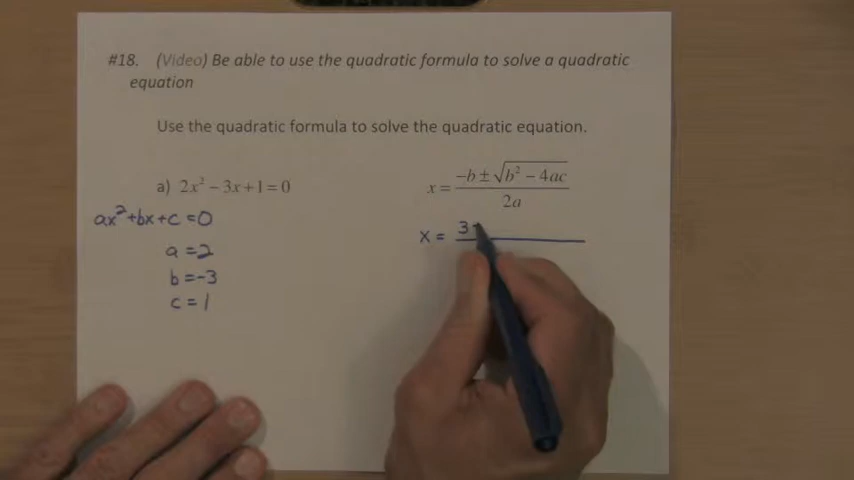 #18. (Video) Be able to use the quadratic formula to solve a quadratic
equation
Use the quadratic formula to solve the quadratic equation.
a) 2x² − 3x + 1 = 0
x = (−b ± √(b² − 4ac)) / 2a
ax² + bx + c = 0
x = 3
a = 2
b = −3
c = 1